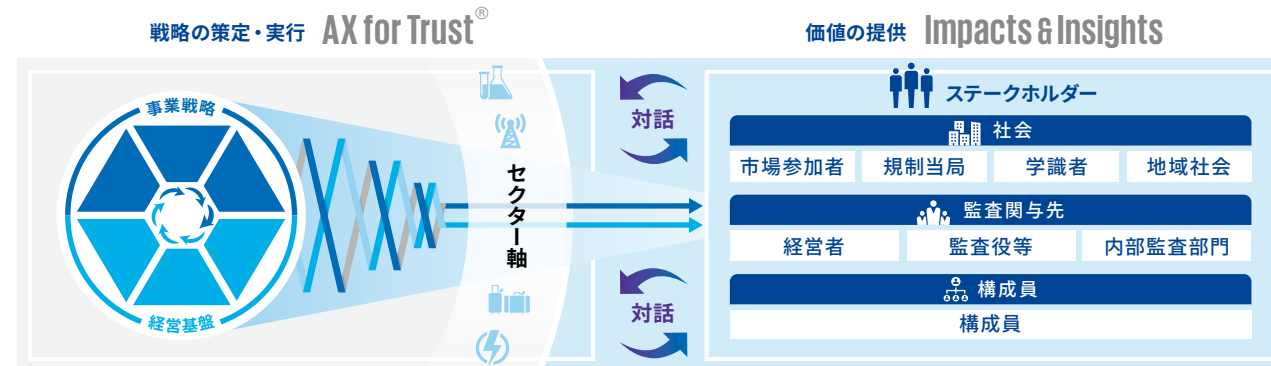 戦略の策定・実行 AX for Trust®
価値の提供 Impacts & Insights
事業戦略
経営基盤
セクター軸
対話
対話
ステークホルダー
社会
市場参加者 規制当局 学識者 地域社会
監査関与先
経営者 監査役等 内部監査部門
構成員
構成員